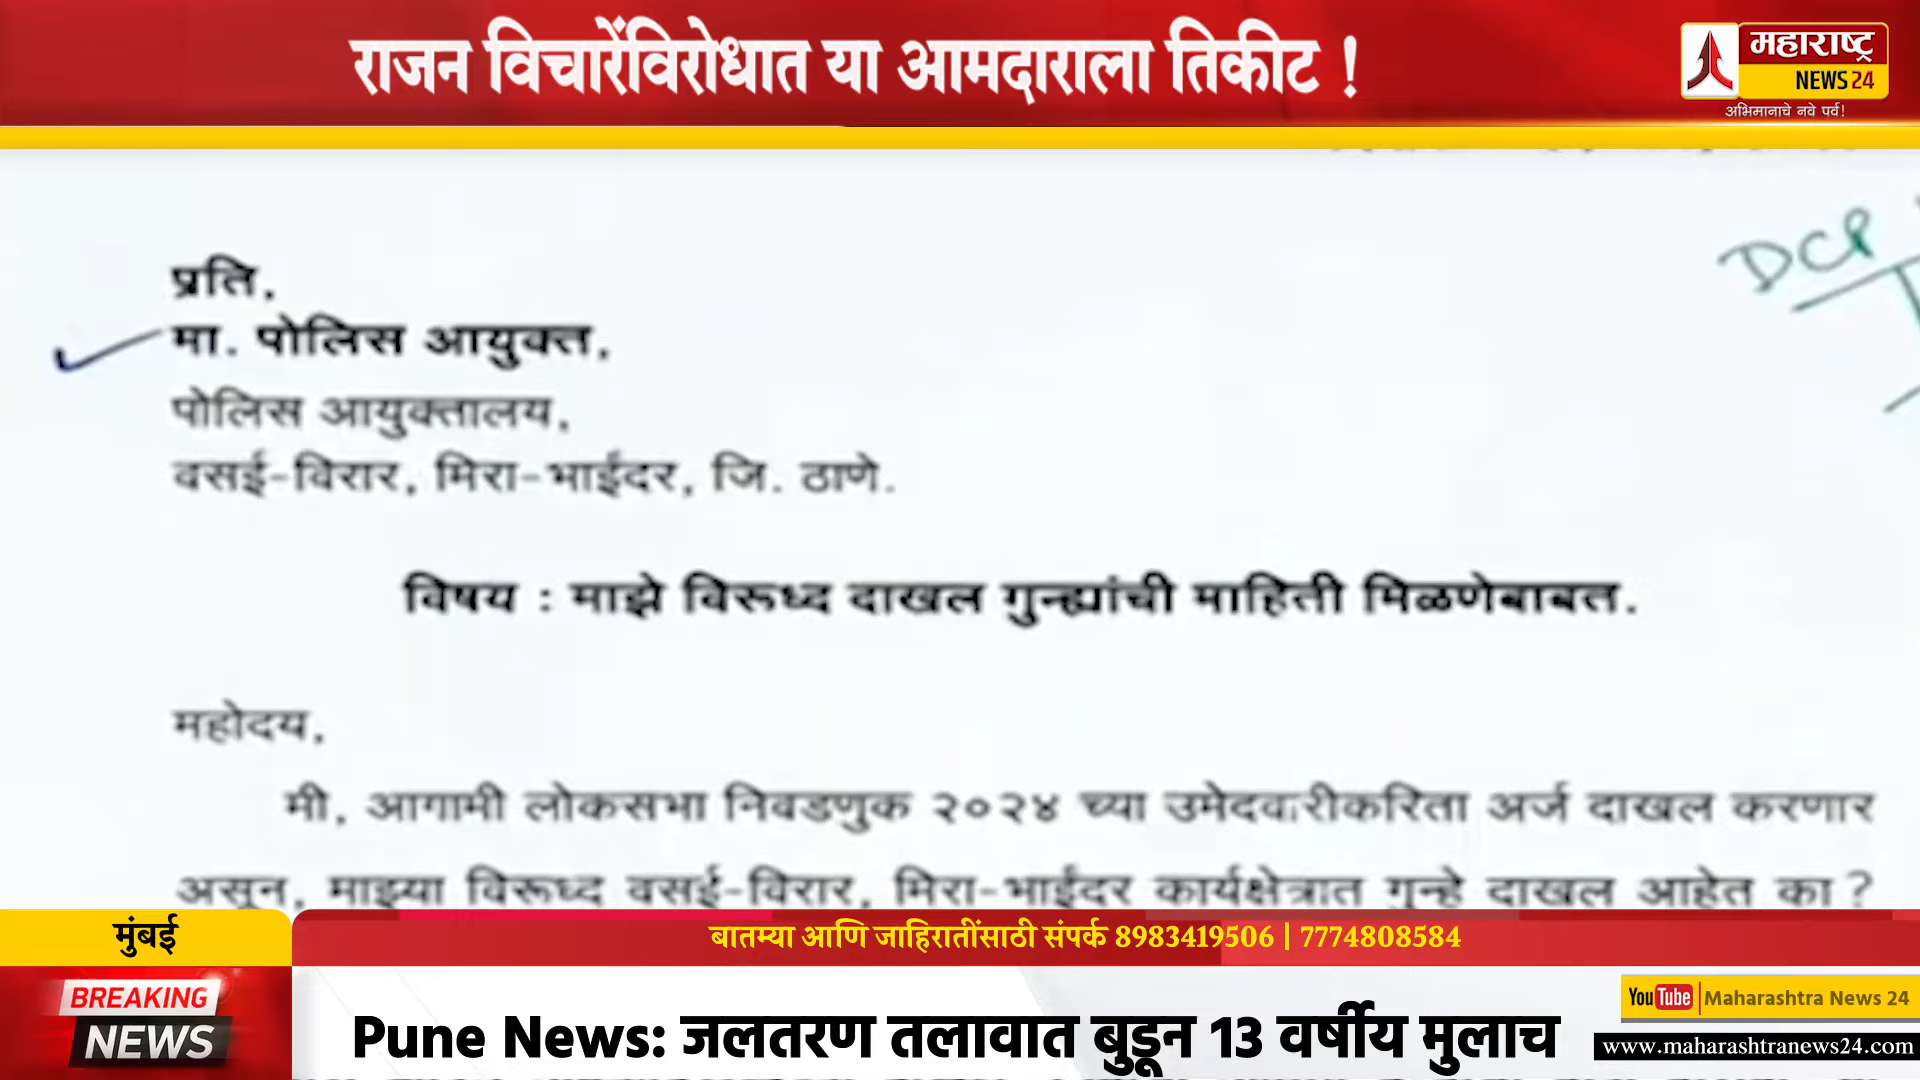 राजन विचारेंविरोधात या आमदाराला तिकीट !
महाराष्ट्र
NEWS 24
अभिमानाचे नवे पर्व!
DCP
प्रति,
मा. पोलिस आयुक्त,
पोलिस आयुक्तालय,
वसई-विरार, मिरा-भाईंदर, जि. ठाणे.
विषय : माझे विरूध्द दाखल गुन्ह्यांची माहिती मिळणेबाबत.
महोदय,
मी, आगामी लोकसभा निवडणुक २०२४ च्या उमेदवारीकरिता अर्ज दाखल करणार
असून, माझ्या विरूध्द वसई-विरार, मिरा-भाईंदर कार्यक्षेत्रात गुन्हे दाखल आहेत का ?
मुंबई
बातम्या आणि जाहिरातींसाठी संपर्क 8983419506 | 7774808584
BREAKING
NEWS
Pune News: जलतरण तलावात बुडून 13 वर्षीय मुलाच
YouTube | Maharashtra News 24
www.maharashtranews24.com